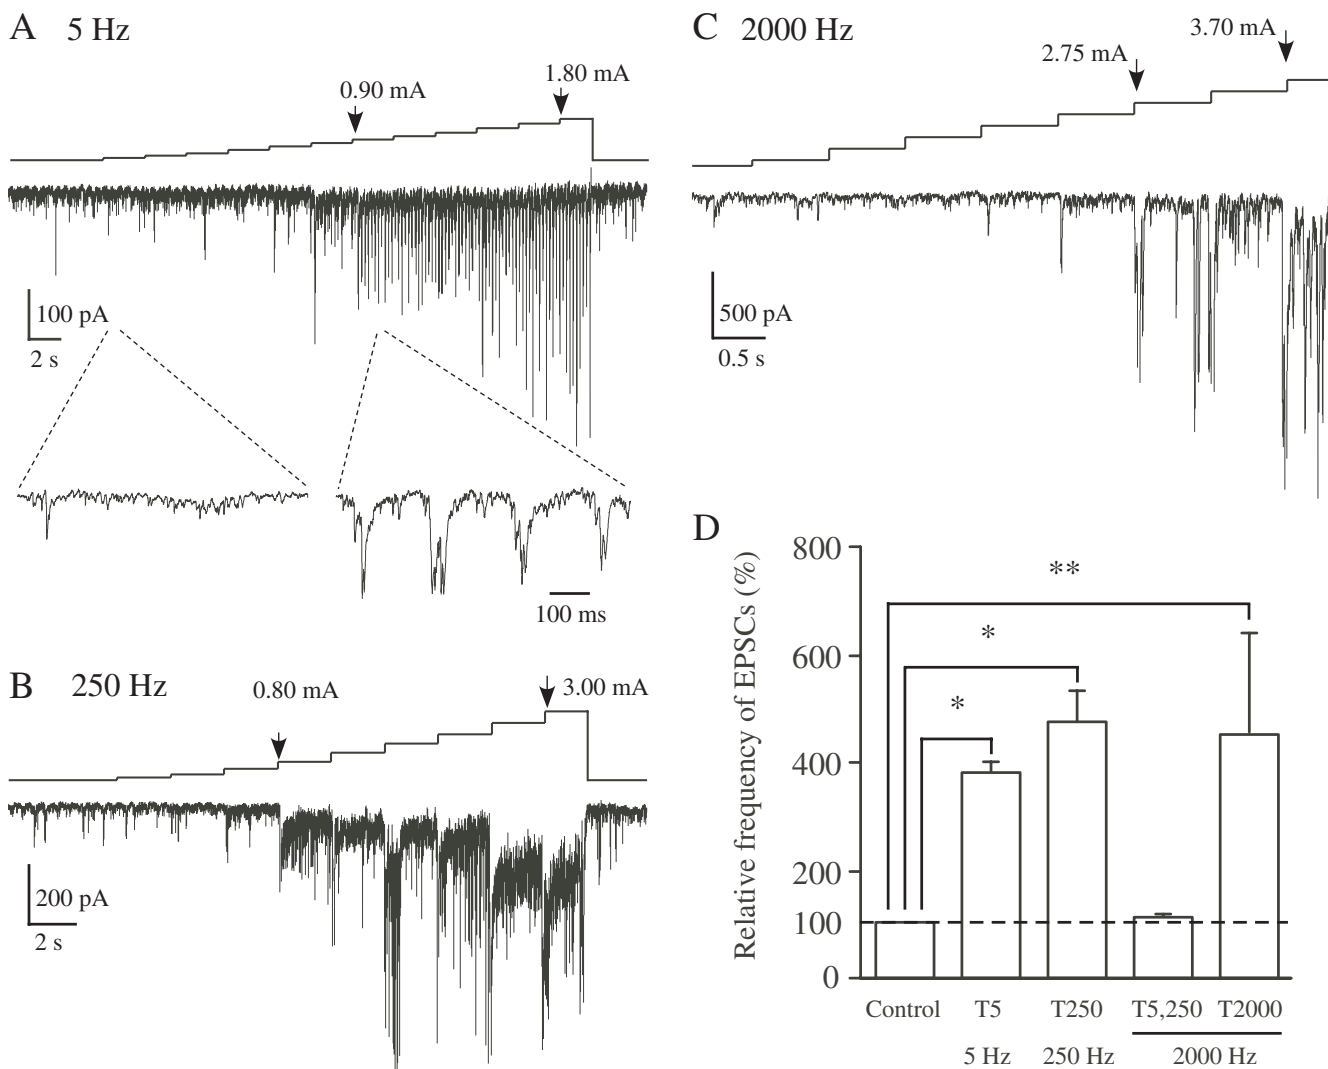 A 5 Hz
0.90 mA
1.80 mA
100 pA
2 s
100 ms
B 250 Hz
0.80 mA
3.00 mA
200 pA
2 s
C 2000 Hz
2.75 mA
3.70 mA
500 pA
0.5 s
D
Relative frequency of EPSCs (%)
800
600
400
200
100
0
**
*
*
Control T5 T250 T5,250 T2000
5 Hz 250 Hz 2000 Hz